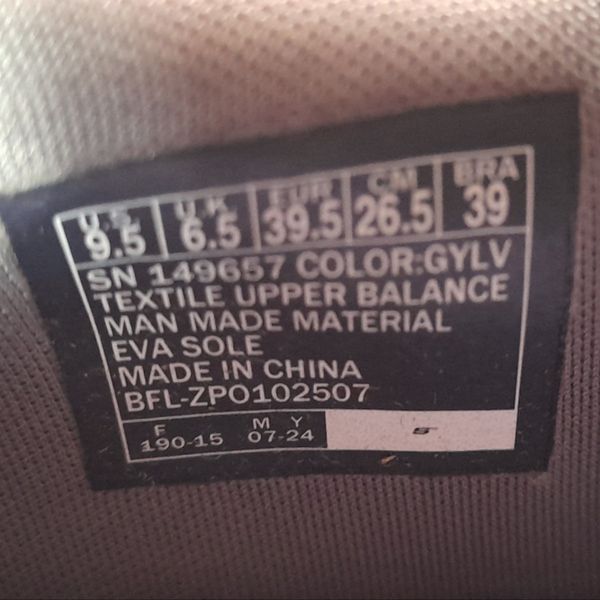 U.S. U.K EUR CM BRA
9.5 6.5 39.5 26.5 39
SN 149657 COLOR:GYLV
TEXTILE UPPER BALANCE
MAN MADE MATERIAL
EVA SOLE
MADE IN CHINA
BFL-ZPO102507
F M Y
190-15 07-24